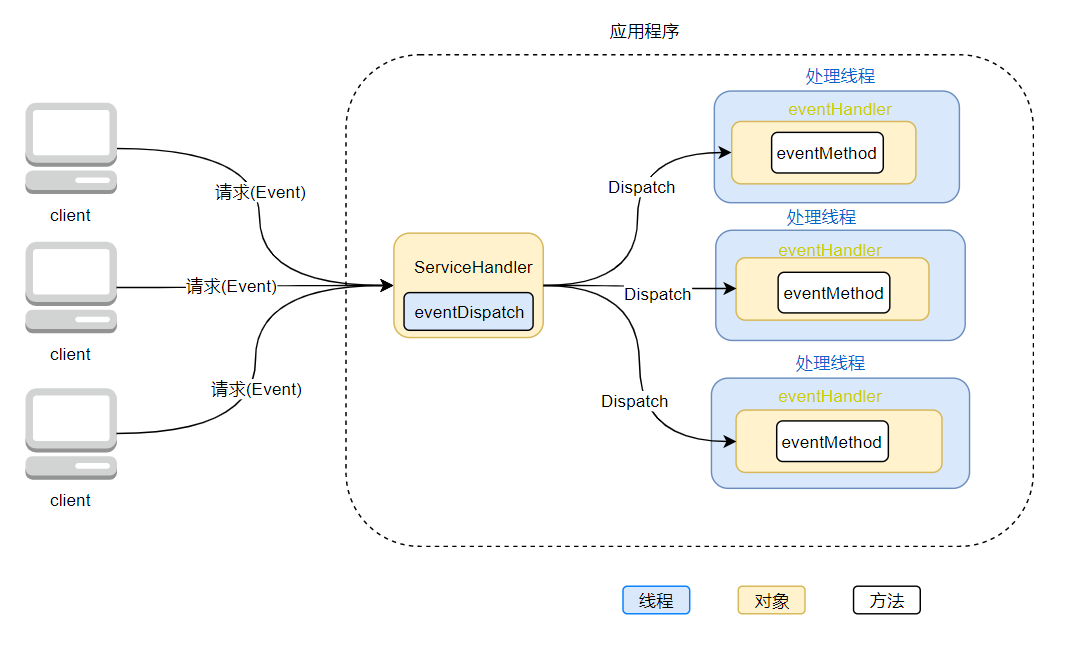 应用程序
处理线程
eventHandler
eventMethod
client
请求(Event)
Dispatch
处理线程
eventHandler
eventMethod
client
请求(Event)
ServiceHandler
eventDispatch
Dispatch
处理线程
eventHandler
eventMethod
client
请求(Event)
Dispatch
线程
对象
方法